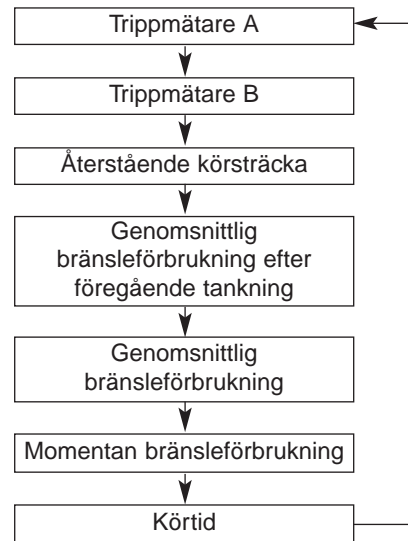 Trippmätare A
Trippmätare B
Återstående körsträcka
Genomsnittlig
bränsleförbrukning efter
föregående tankning
Genomsnittlig
bränsleförbrukning
Momentan bränsleförbrukning
Körtid